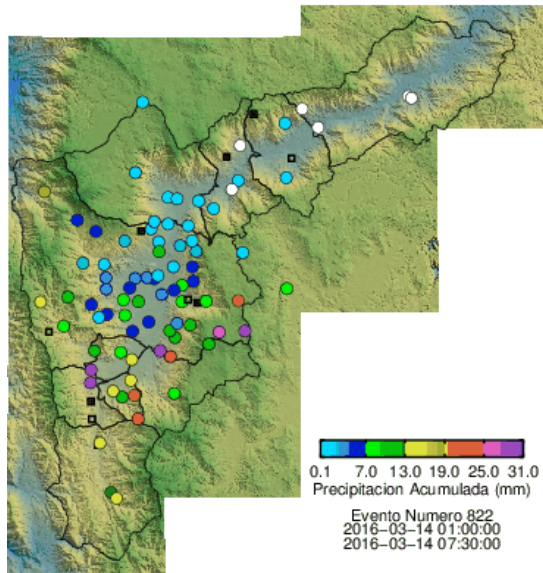 0.1 7.0 13.0 19.0 25.0 31.0
Precipitacion Acumulada (mm)
Evento Numero 822
2016-03-14 01:00:00
2016-03-14 07:30:00